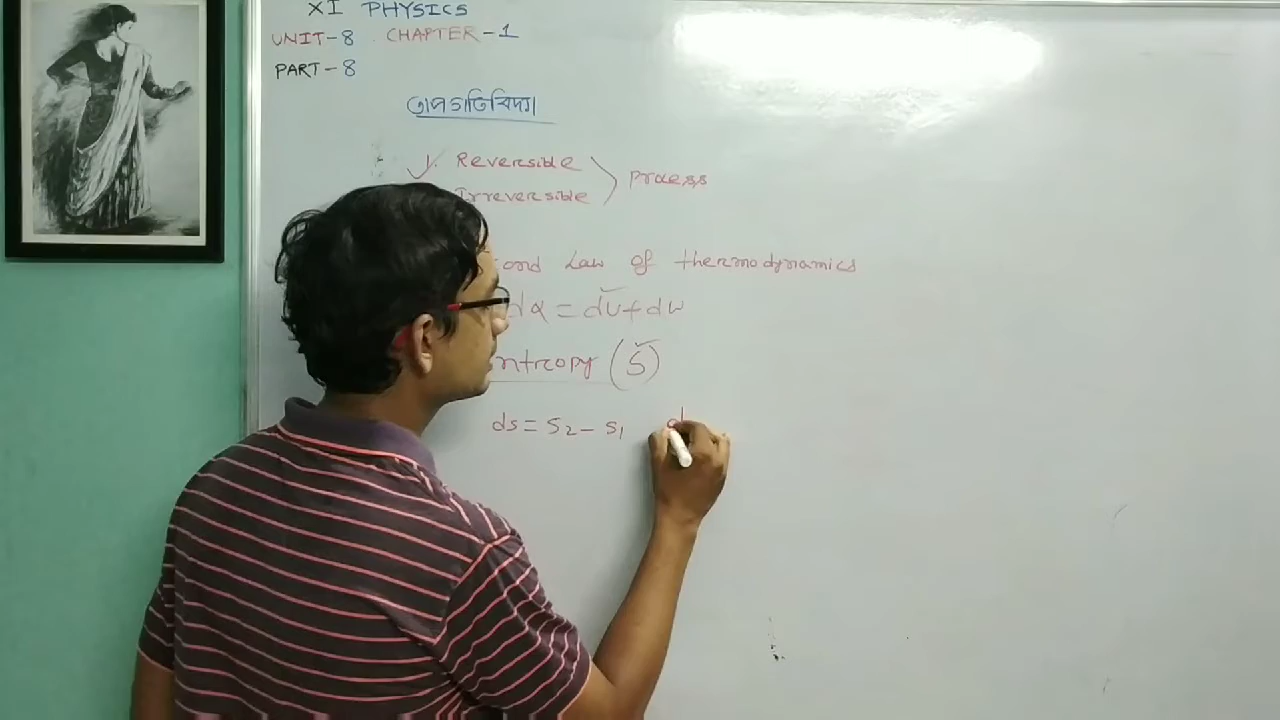 XI PHYSICS
UNIT-8 CHAPTER-1
PART-8
তাপগতিবিদ্যা
1. Reversible
Irreversible
process
ond Law of thermodynamics
dQ = dU + dW
ntropy (S)
ds = S₂ - S₁ d